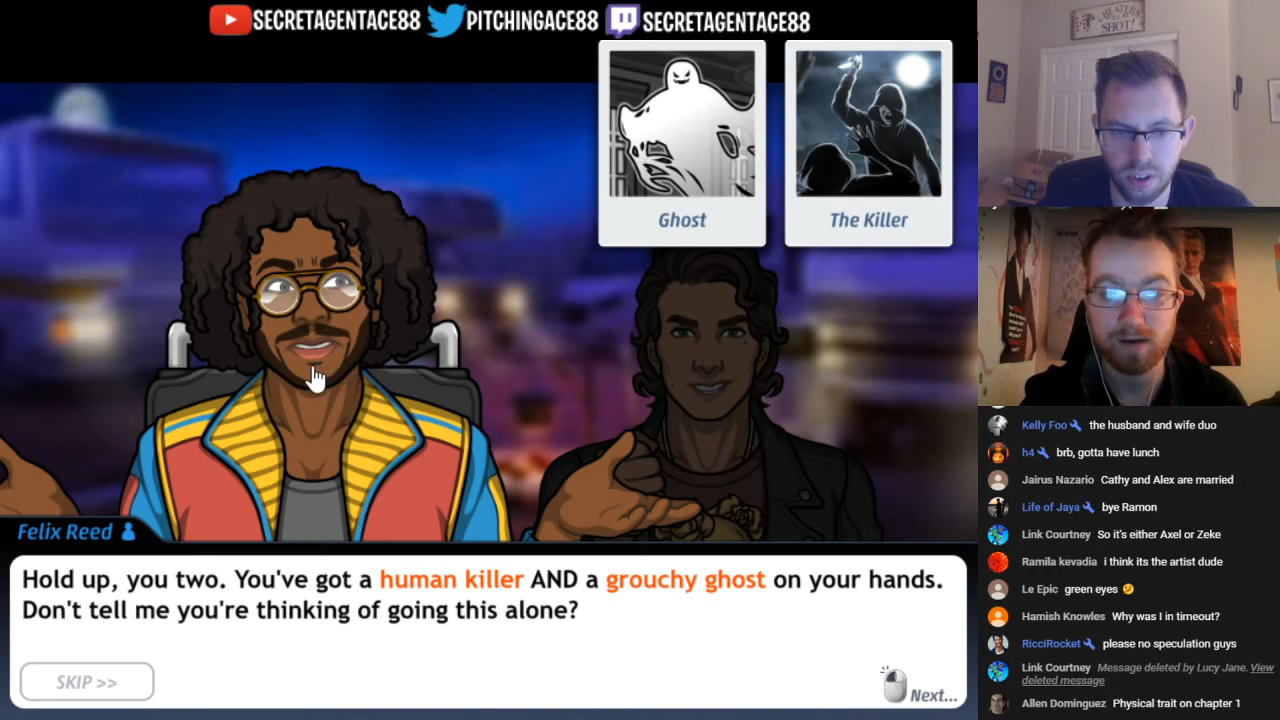 SECRETAGENTACE88 PITCHINGACE88 SECRETAGENTACE88
CHEATERS
SHOT!
Ghost
The Killer
Felix Reed
Hold up, you two. You've got a human killer AND a grouchy ghost on your hands.
Don't tell me you're thinking of going this alone?
SKIP >>
Next...
Kelly Foo the husband and wife duo
h4 brb, gotta have lunch
Jairus Nazario Cathy and Alex are married
Life of Jaya bye Ramon
Link Courtney So it's either Axel or Zeke
Ramila kevadia i think its the artist dude
Le Epic green eyes 🤔
Hamish Knowles Why was I in timeout?
RicciRocket please no speculation guys
Link Courtney Message deleted by Lucy Jane. View
deleted message
Allen Dominguez Physical trait on chapter 1